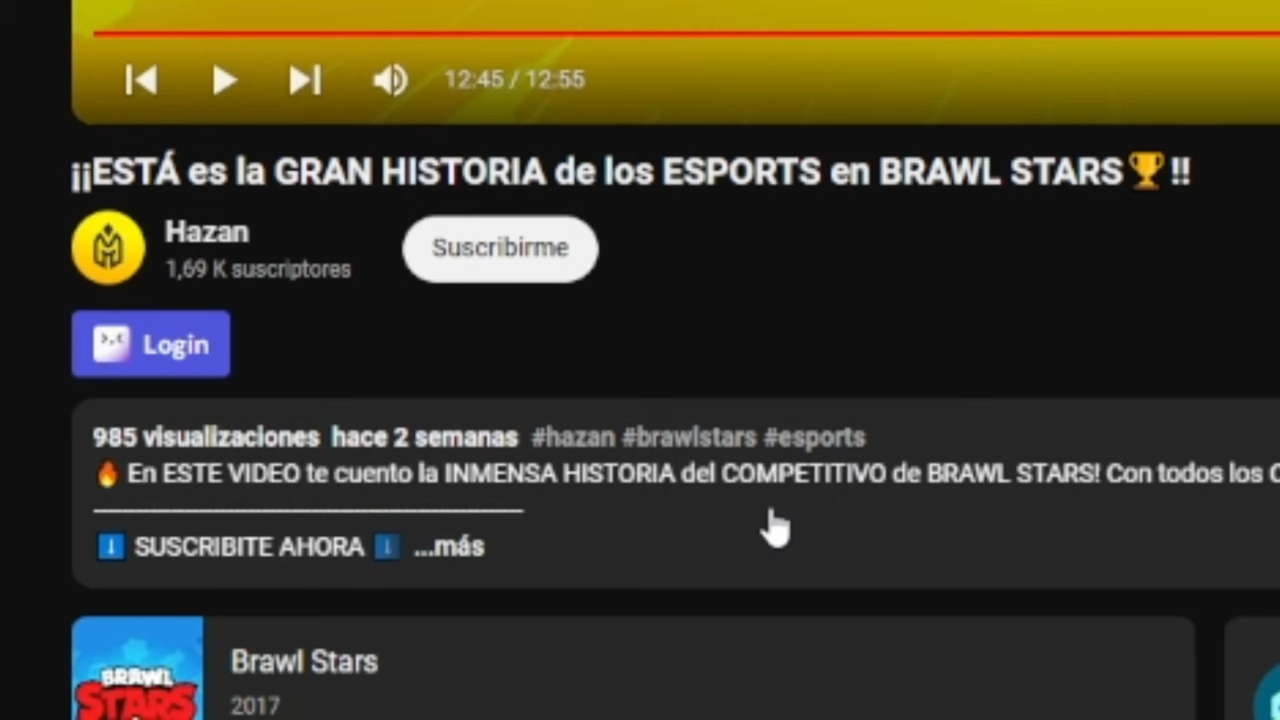 12:45 / 12:55
¡¡ESTÁ es la GRAN HISTORIA de los ESPORTS en BRAWL STARS🏆!!
Hazan
1,69 K suscriptores
Suscribirme
Login
985 visualizaciones hace 2 semanas #hazan #brawlstars #esports
🔥 En ESTE VIDEO te cuento la INMENSA HISTORIA del COMPETITIVO de BRAWL STARS! Con todos los
⬇️ SUSCRIBITE AHORA ⬇️ ...más
BRAWL
STARS
Brawl Stars
2017